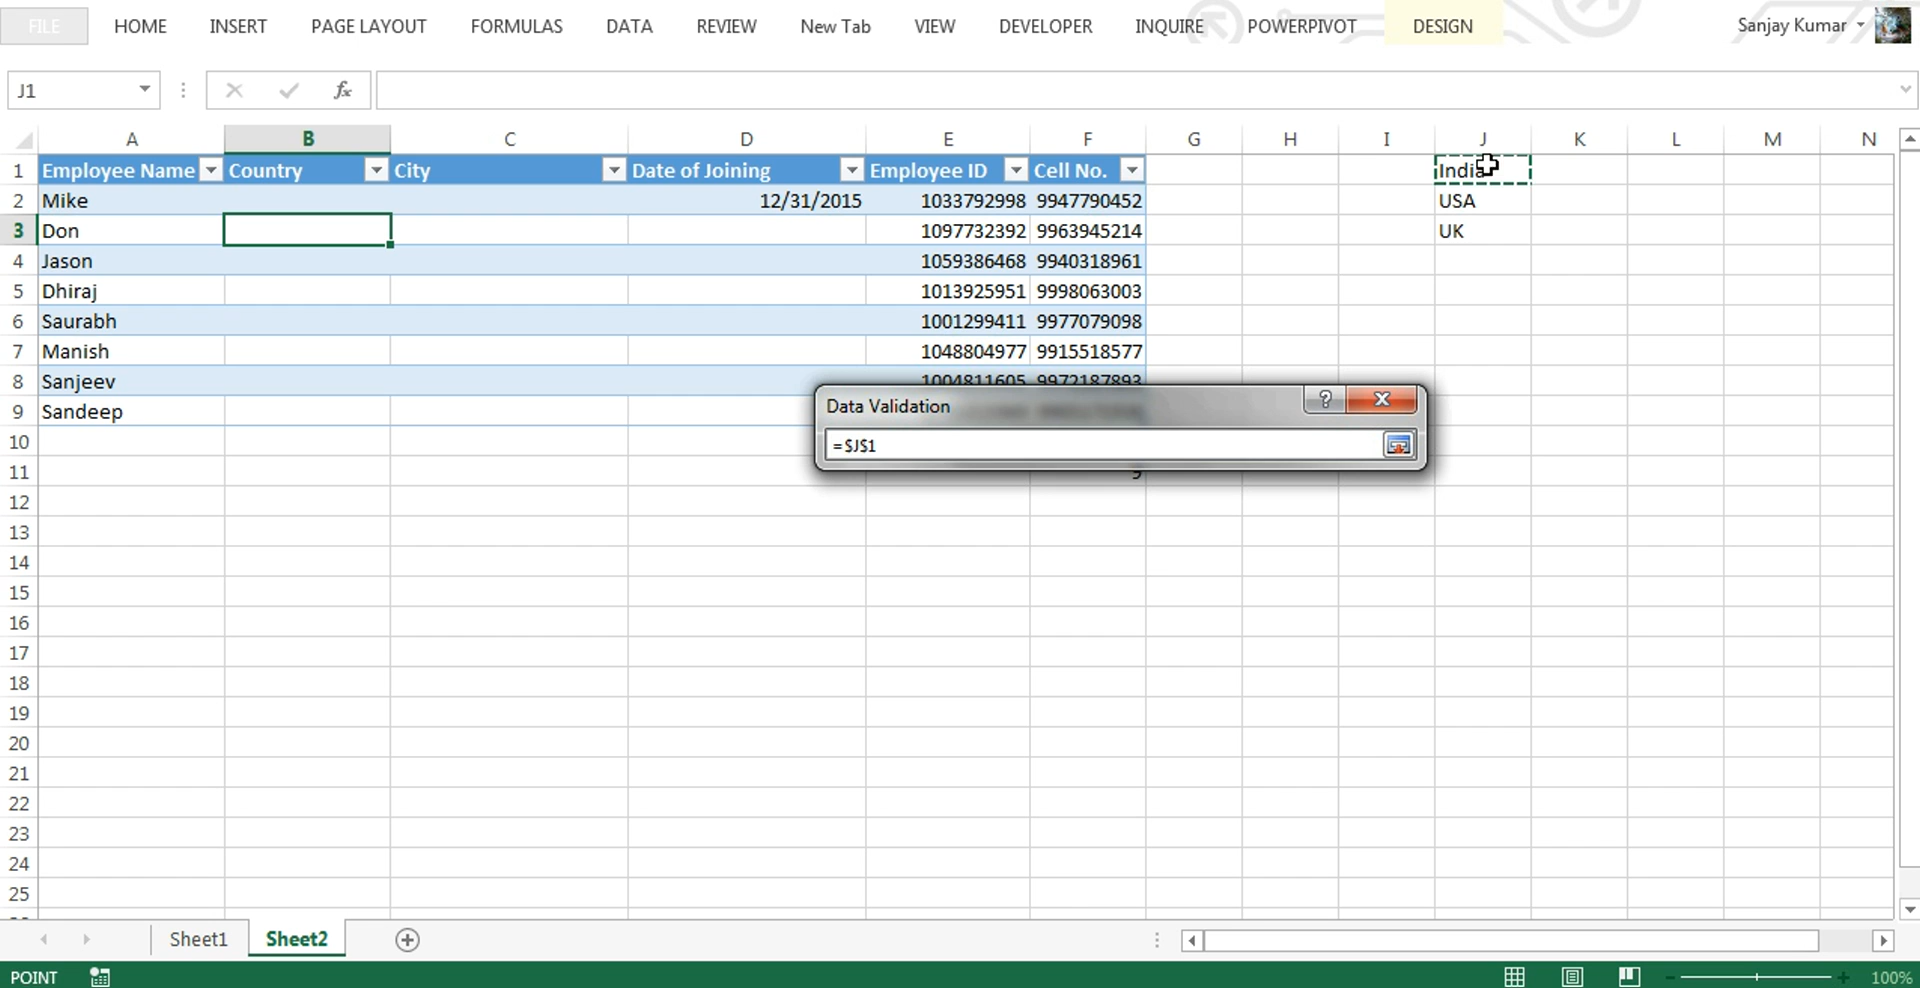 FILE HOME INSERT PAGE LAYOUT FORMULAS DATA REVIEW New Tab VIEW DEVELOPER INQUIRE POWERPIVOT DESIGN Sanjay Kumar
J1 fx
A B C D E F G H I J K L M N
1 Employee Name Country City Date of Joining Employee ID Cell No. India
2 Mike 12/31/2015 1033792998 9947790452 USA
3 Don 1097732392 9963945214 UK
4 Jason 1059386468 9940318961
5 Dhiraj 1013925951 9998063003
6 Saurabh 1001299411 9977079098
7 Manish 1048804977 9915518577
8 Sanjeev 1004811605 9972187893
Data Validation ?
9 Sandeep
10 =$J$1
11
12
13
14
15
16
17
18
19
20
21
22
23
24
25
Sheet1 Sheet2
POINT 100%